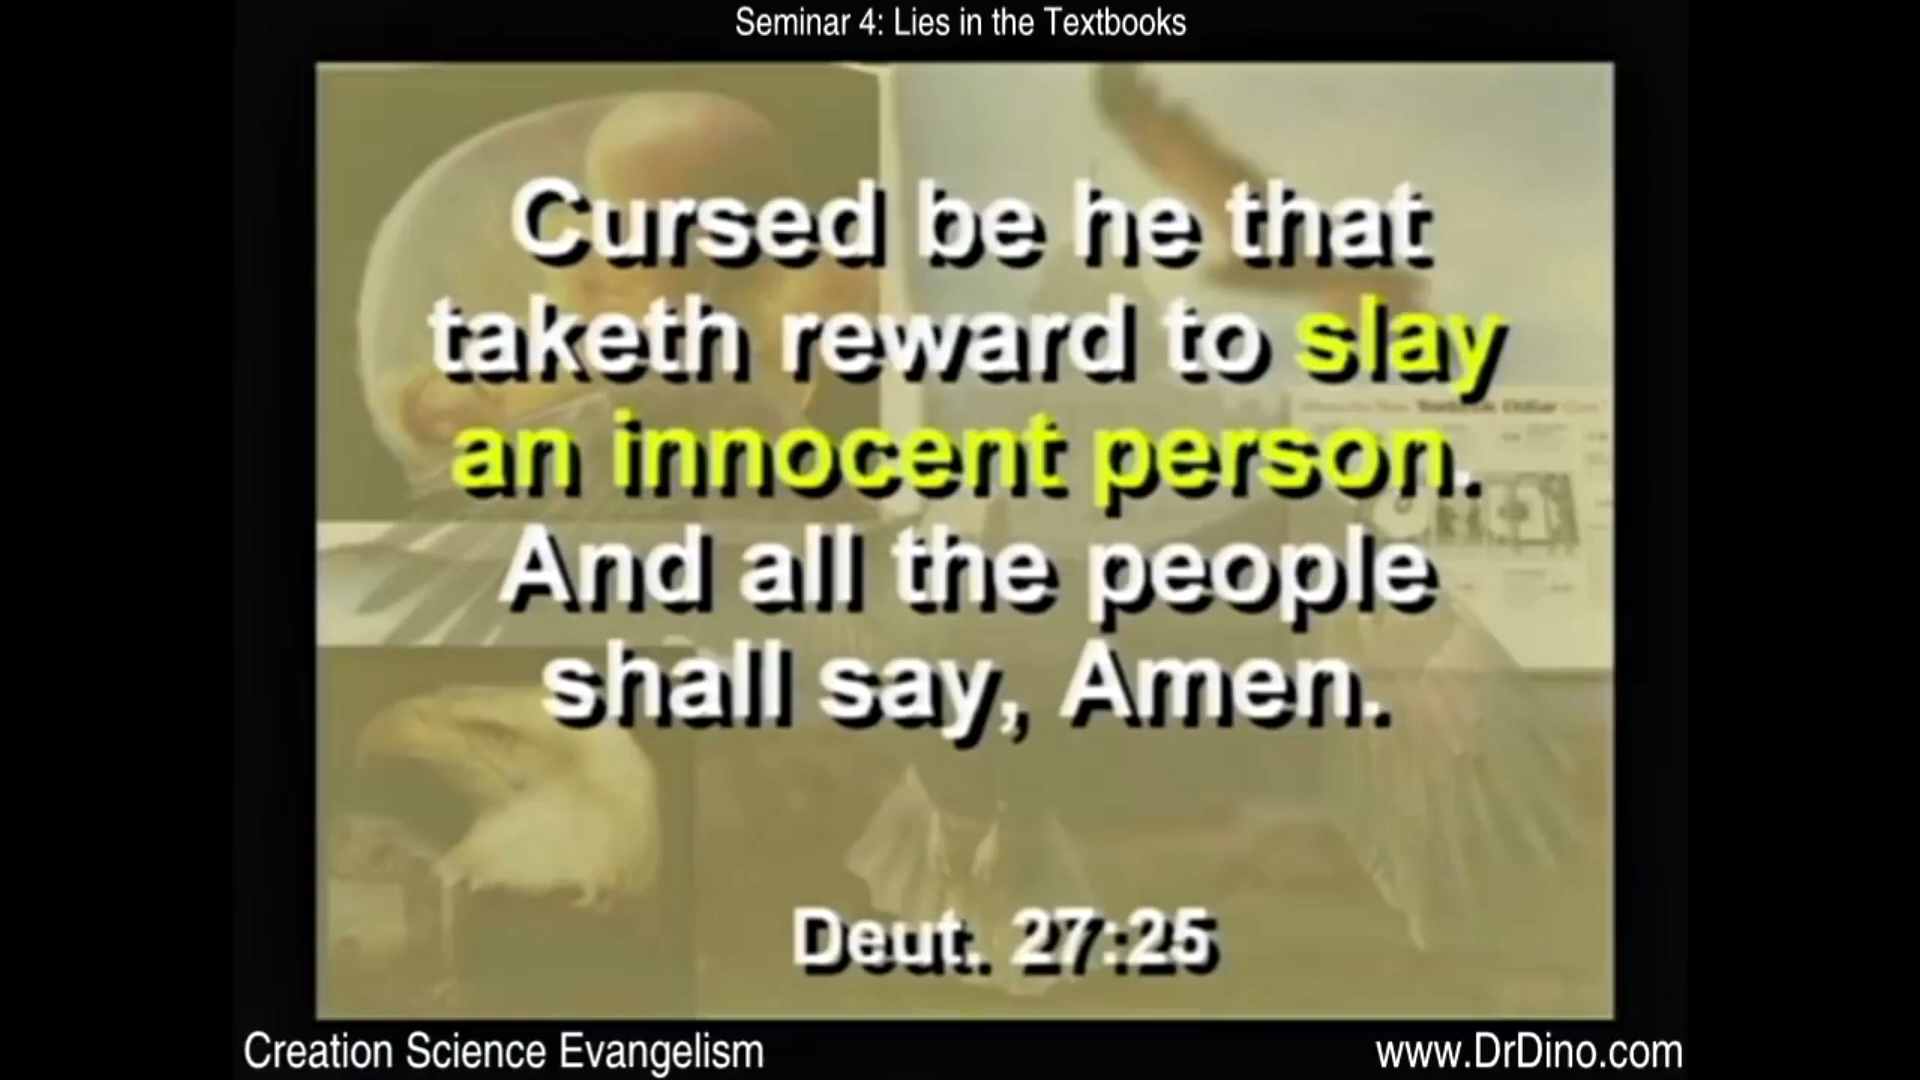 Seminar 4: Lies in the Textbooks
Cursed be he that
taketh reward to slay
an innocent person.
And all the people
shall say, Amen.
Deut. 27:25
Creation Science Evangelism
www.DrDino.com